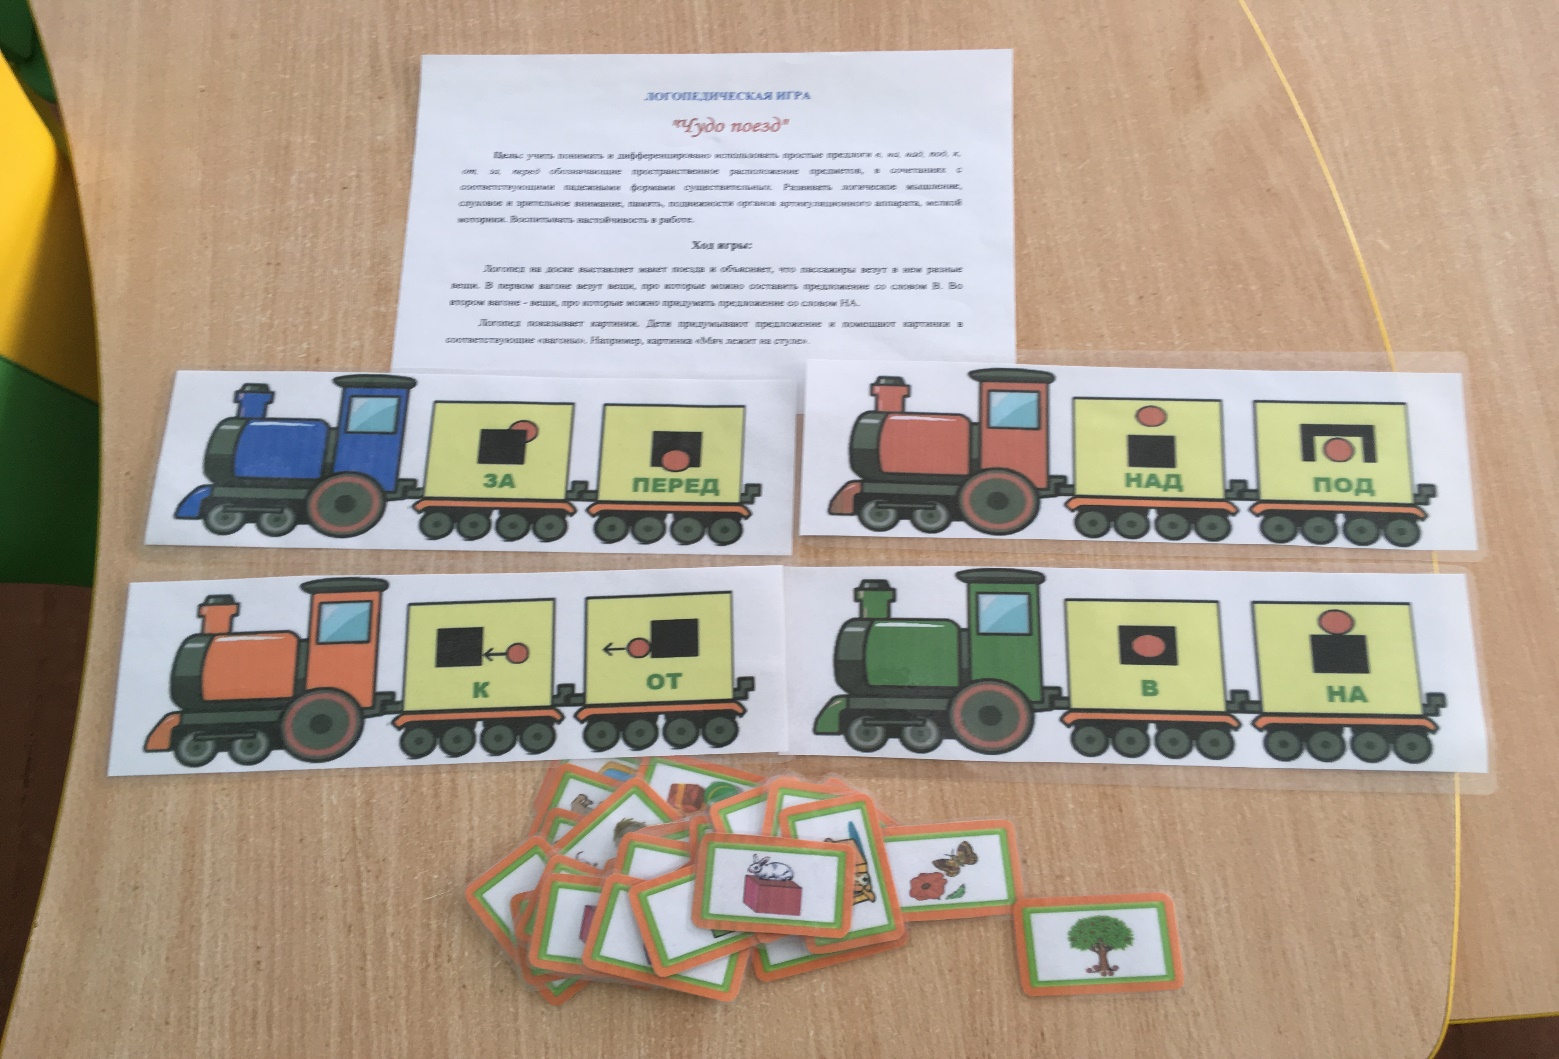 ЛОГОПЕДИЧЕСКАЯ ИГРА
"Чудо поезд"
Цель: учить понимать и дифференцировано использовать простые предлоги в, на, над, под, к,
от, за, перед обозначающие пространственное расположение предметов, в сочетаниях с
соответствующими падежными формами существительных. Развивать логическое мышление,
слуховое и зрительное внимание, память, подвижности органов артикуляционного аппарата, мелкой
моторики. Воспитывать настойчивость в работе.
Ход игры:
Логопед на доске выставляет макет поезда и объясняет, что пассажиры везут в нем разные
вещи. В первом вагоне везут вещи, про которые можно составить предложение со словом В. Во
втором вагоне - вещи, про которые можно придумать предложение со словом НА.
Логопед показывает картинки. Дети придумывают предложение и помещают картинки в
соответствующие «вагоны». Например, картинка «Мяч лежит на стуле».
ЗА ПЕРЕД
НАД ПОД
К ОТ
В НА